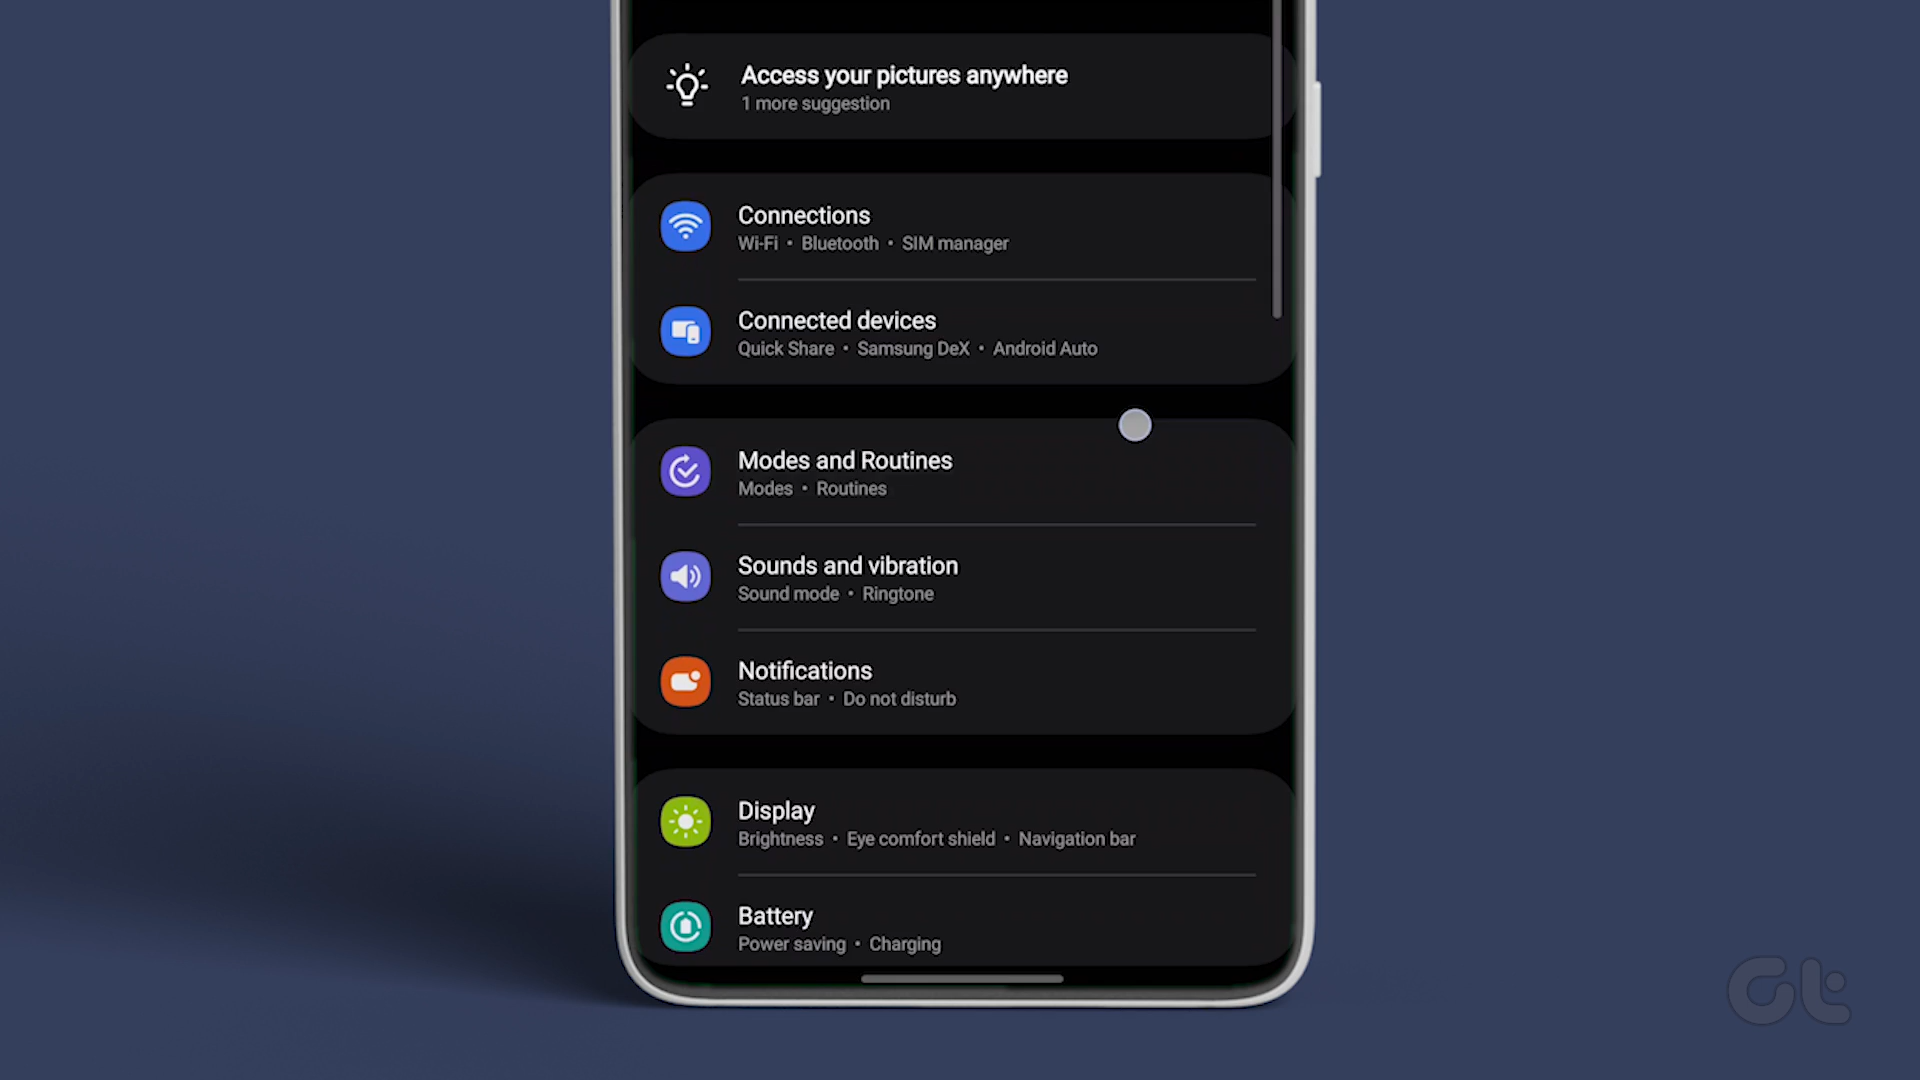 Access your pictures anywhere
1 more suggestion
Connections
Wi-Fi • Bluetooth • SIM manager
Connected devices
Quick Share • Samsung DeX • Android Auto
Modes and Routines
Modes • Routines
Sounds and vibration
Sound mode • Ringtone
Notifications
Status bar • Do not disturb
Display
Brightness • Eye comfort shield • Navigation bar
Battery
Power saving • Charging
Gt